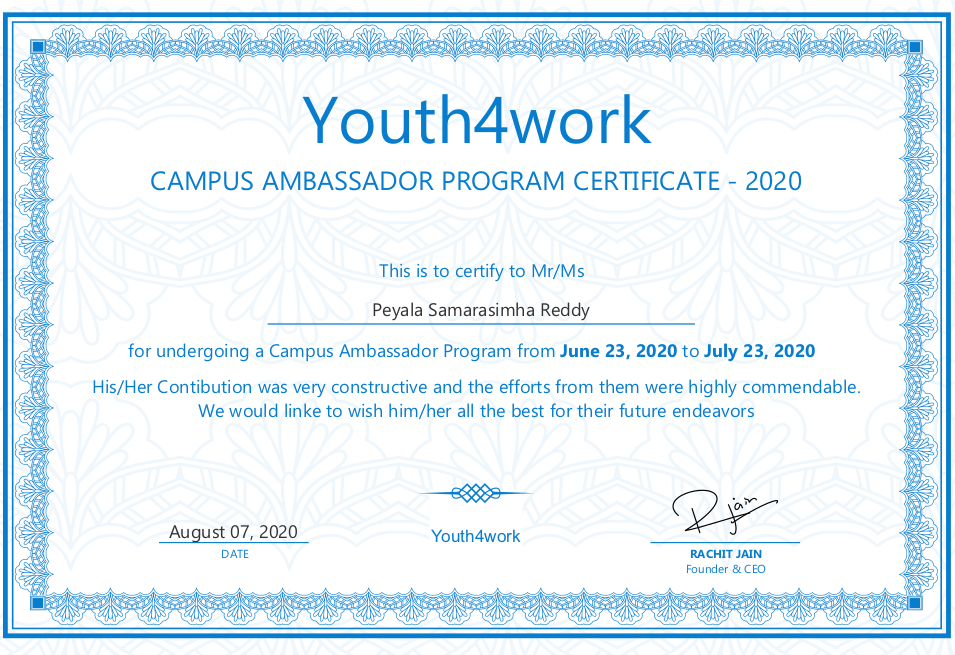 Youth4work
CAMPUS AMBASSADOR PROGRAM CERTIFICATE - 2020
This is to certify to Mr/Ms
Peyala Samarasimha Reddy
for undergoing a Campus Ambassador Program from June 23, 2020 to July 23, 2020
His/Her Contibution was very constructive and the efforts from them were highly commendable.
We would linke to wish him/her all the best for their future endeavors
August 07, 2020
DATE
Youth4work
Rjain
RACHIT JAIN
Founder & CEO